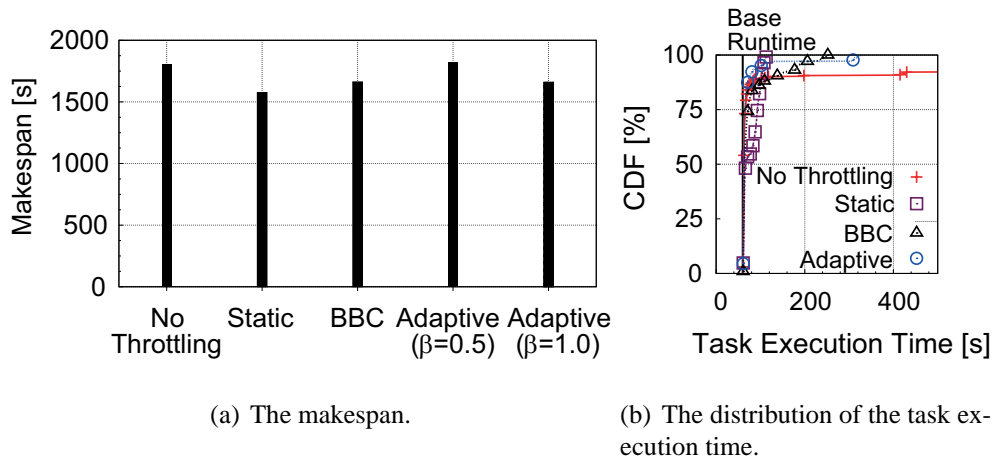 2000
1500
1000
500
0
Makespan [s]
No Throttling
Static
BBC
Adaptive (β=0.5)
Adaptive (β=1.0)
(a) The makespan.
Base
Runtime
100
75
50
25
0
CDF [%]
No Throttling
Static
BBC
Adaptive
0 200 400
Task Execution Time [s]
(b) The distribution of the task ex-
ecution time.